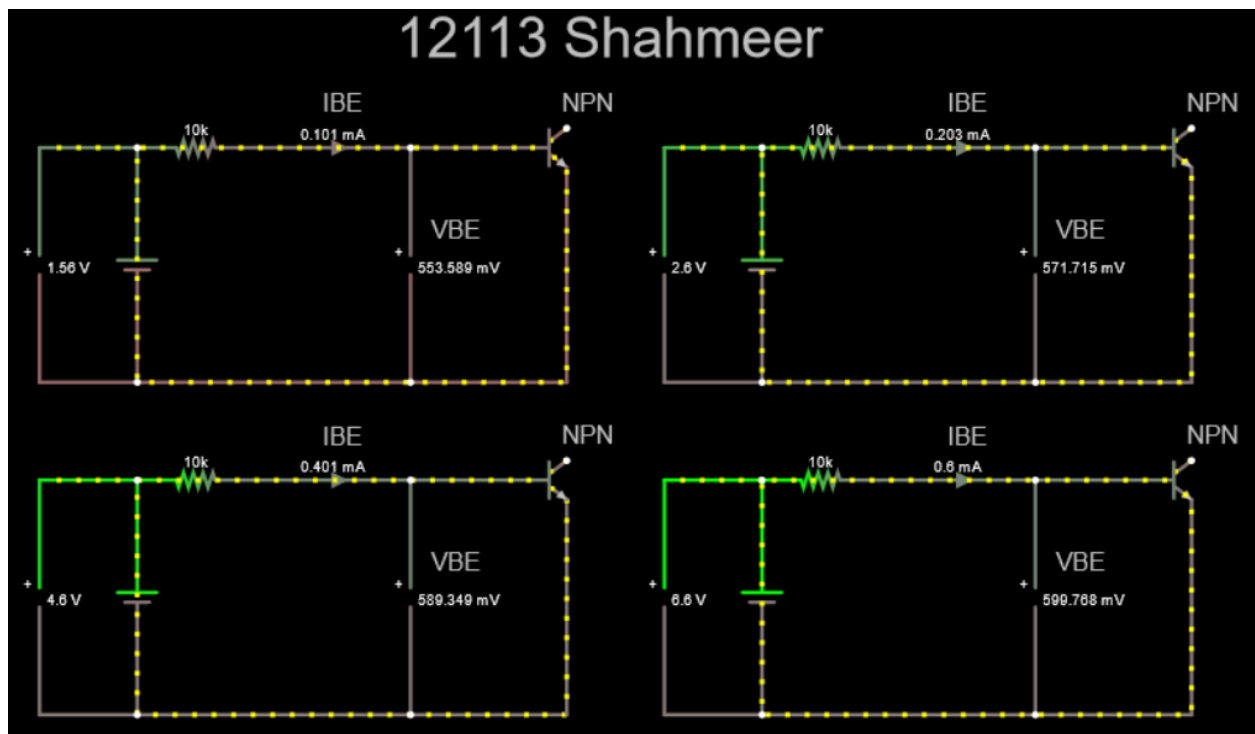 12113 Shahmeer
IBE NPN IBE NPN
10k 0.101 mA 10k 0.203 mA
VBE VBE
+ 1.56 V + 553.589 mV + 2.6 V + 571.715 mV
IBE NPN IBE NPN
10k 0.401 mA 10k 0.6 mA
VBE VBE
+ 4.6 V + 589.349 mV + 6.6 V + 599.768 mV